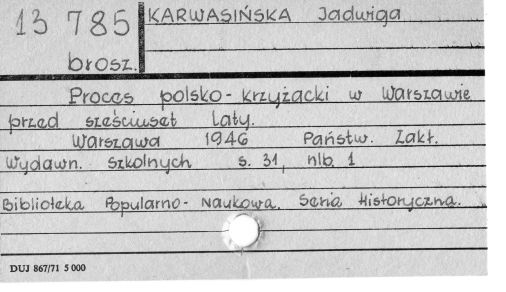 13 785
brosz.
KARWASIŃSKA Jadwiga
Proces polsko-krzyżacki w Warszawie
przed sześciuset laty.
Warszawa 1946 Państw. Zakł.
Wydawn. szkolnych s. 31, nlb. 1
Biblioteka Popularno-Naukowa. Seria Historyczna.
DUJ 867/71 5 000